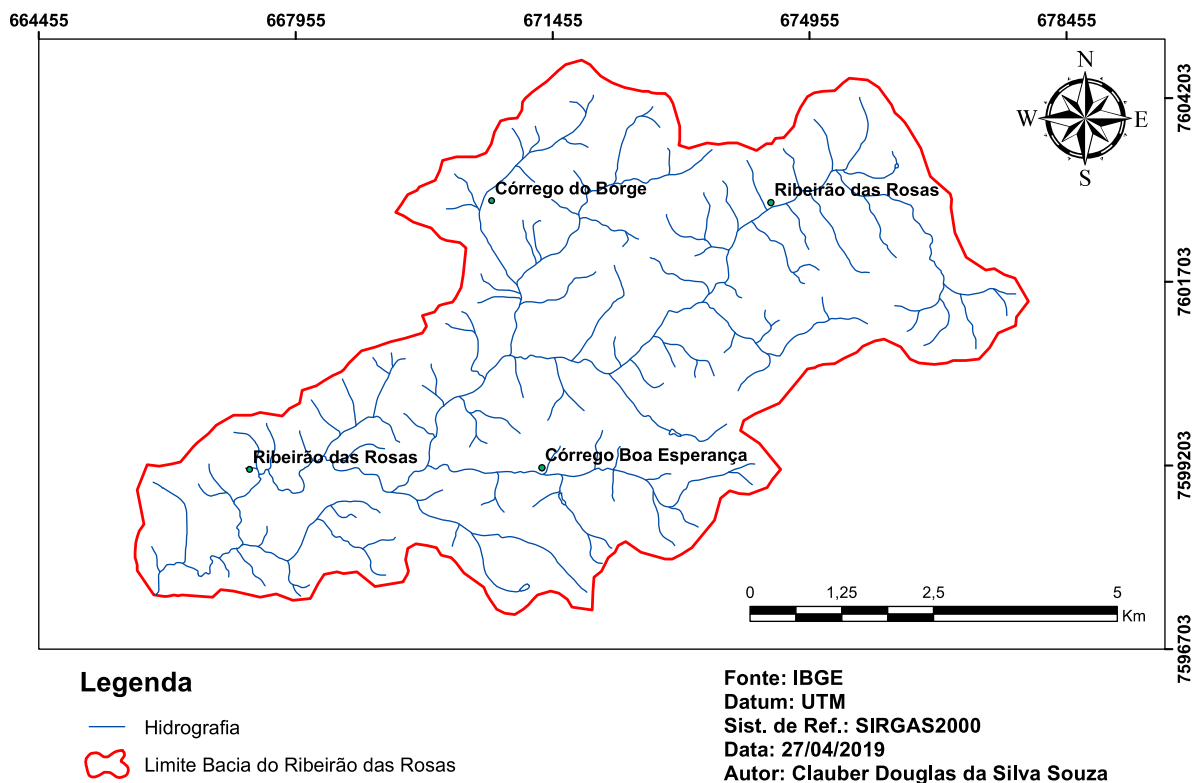 664455 667955 671455 674955 678455
N
W E
S
7604203
Córrego do Borge
Ribeirão das Rosas
7601703
Ribeirão das Rosas
Córrego Boa Esperança
7599203
0 1,25 2,5 5
Km
7596703
Legenda
Hidrografia
Limite Bacia do Ribeirão das Rosas
Fonte: IBGE
Datum: UTM
Sist. de Ref.: SIRGAS2000
Data: 27/04/2019
Autor: Clauber Douglas da Silva Souza